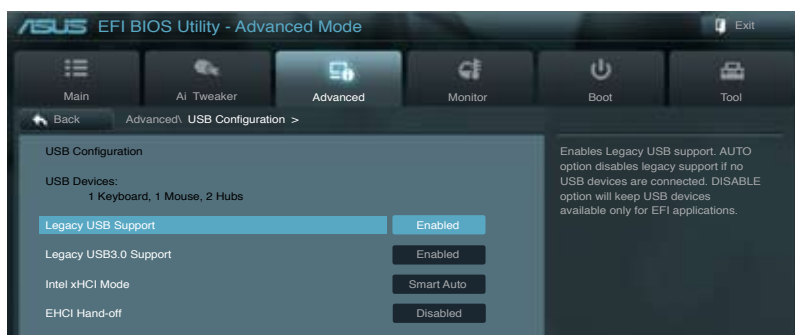 ASUS EFI BIOS Utility - Advanced Mode
Exit
Main
Ai Tweaker
Advanced
Monitor
Boot
Tool
Back
Advanced\ USB Configuration >
USB Configuration
USB Devices:
1 Keyboard, 1 Mouse, 2 Hubs
Legacy USB Support Enabled
Legacy USB3.0 Support Enabled
Intel xHCI Mode Smart Auto
EHCI Hand-off Disabled
Enables Legacy USB support. AUTO
option disables legacy support if no
USB devices are connected. DISABLE
option will keep USB devices
available only for EFI applications.